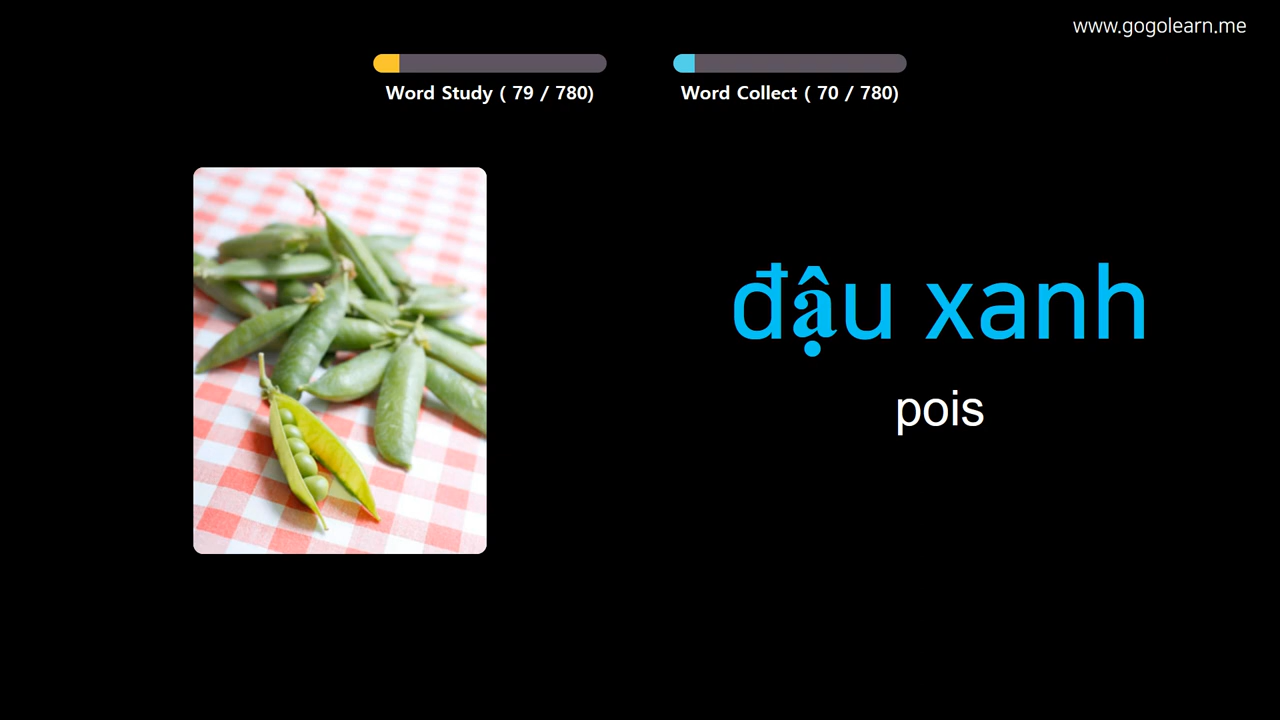 www.gogolearn.me
Word Study ( 79 / 780)
Word Collect ( 70 / 780)
đậu xanh
pois